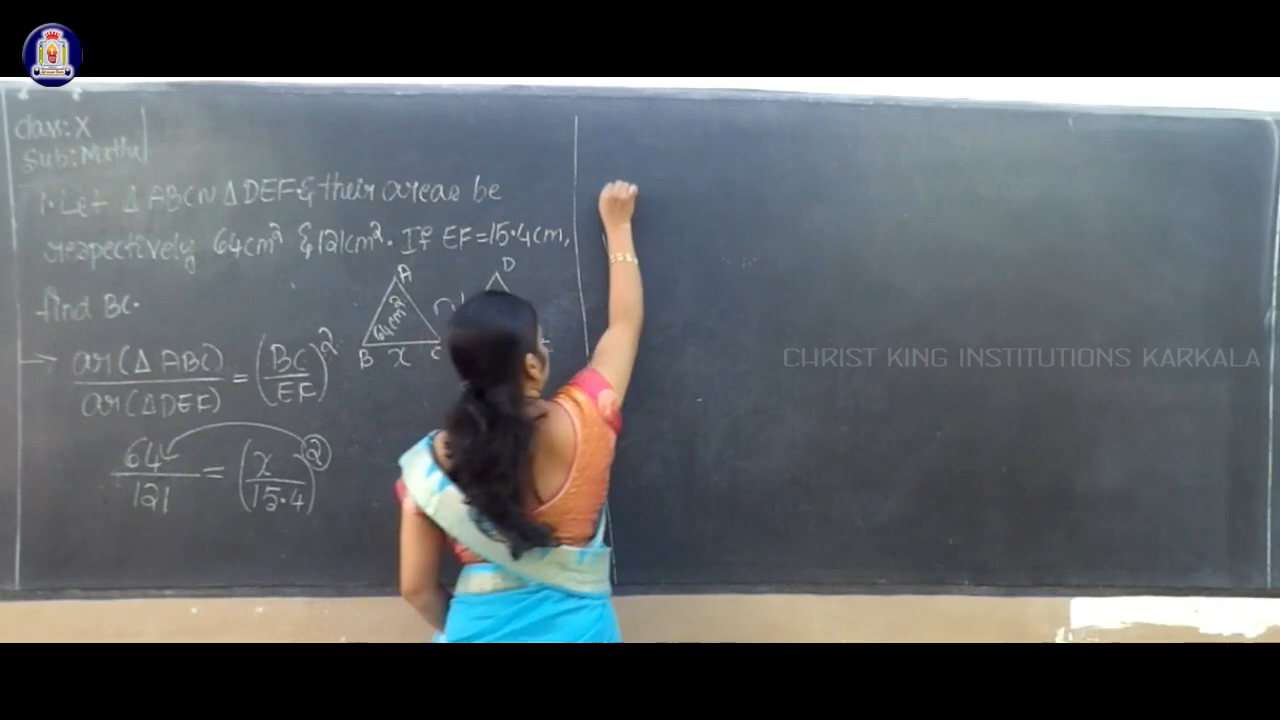 Class: X
Sub: Maths
1. Let Δ ABC ~ Δ DEF & their areas be
respectively 64cm² & 121cm². If EF=15.4cm,
find BC.
A
64cm²
B x C
~
D
→ ar(Δ ABC) / ar(ΔDEF) = (BC / EF)²
64 / 121 = (x / 15.4)²
CHRIST KING INSTITUTIONS KARKALA